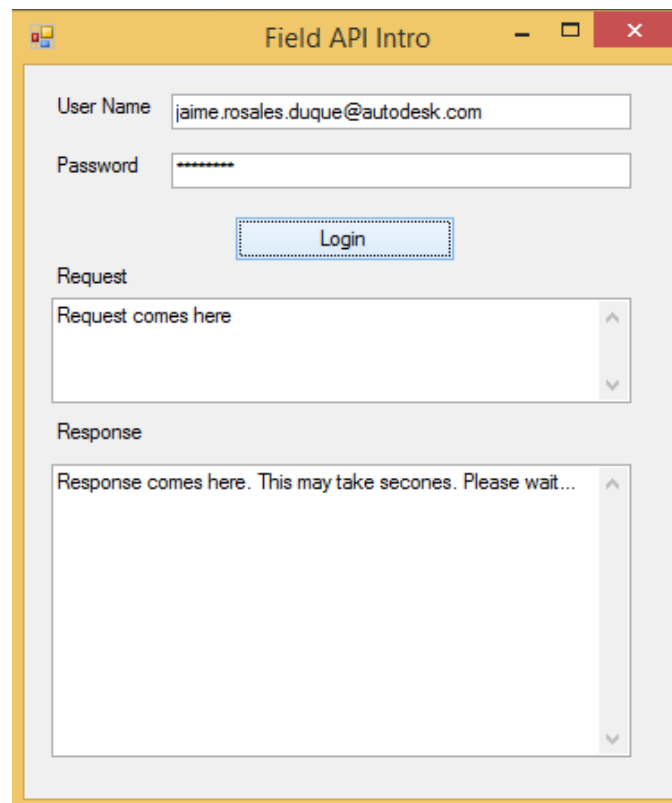 Field API Intro
User Name
jaime.rosales.duque@autodesk.com
Password
********
Login
Request
Request comes here
Response
Response comes here. This may take secones. Please wait...